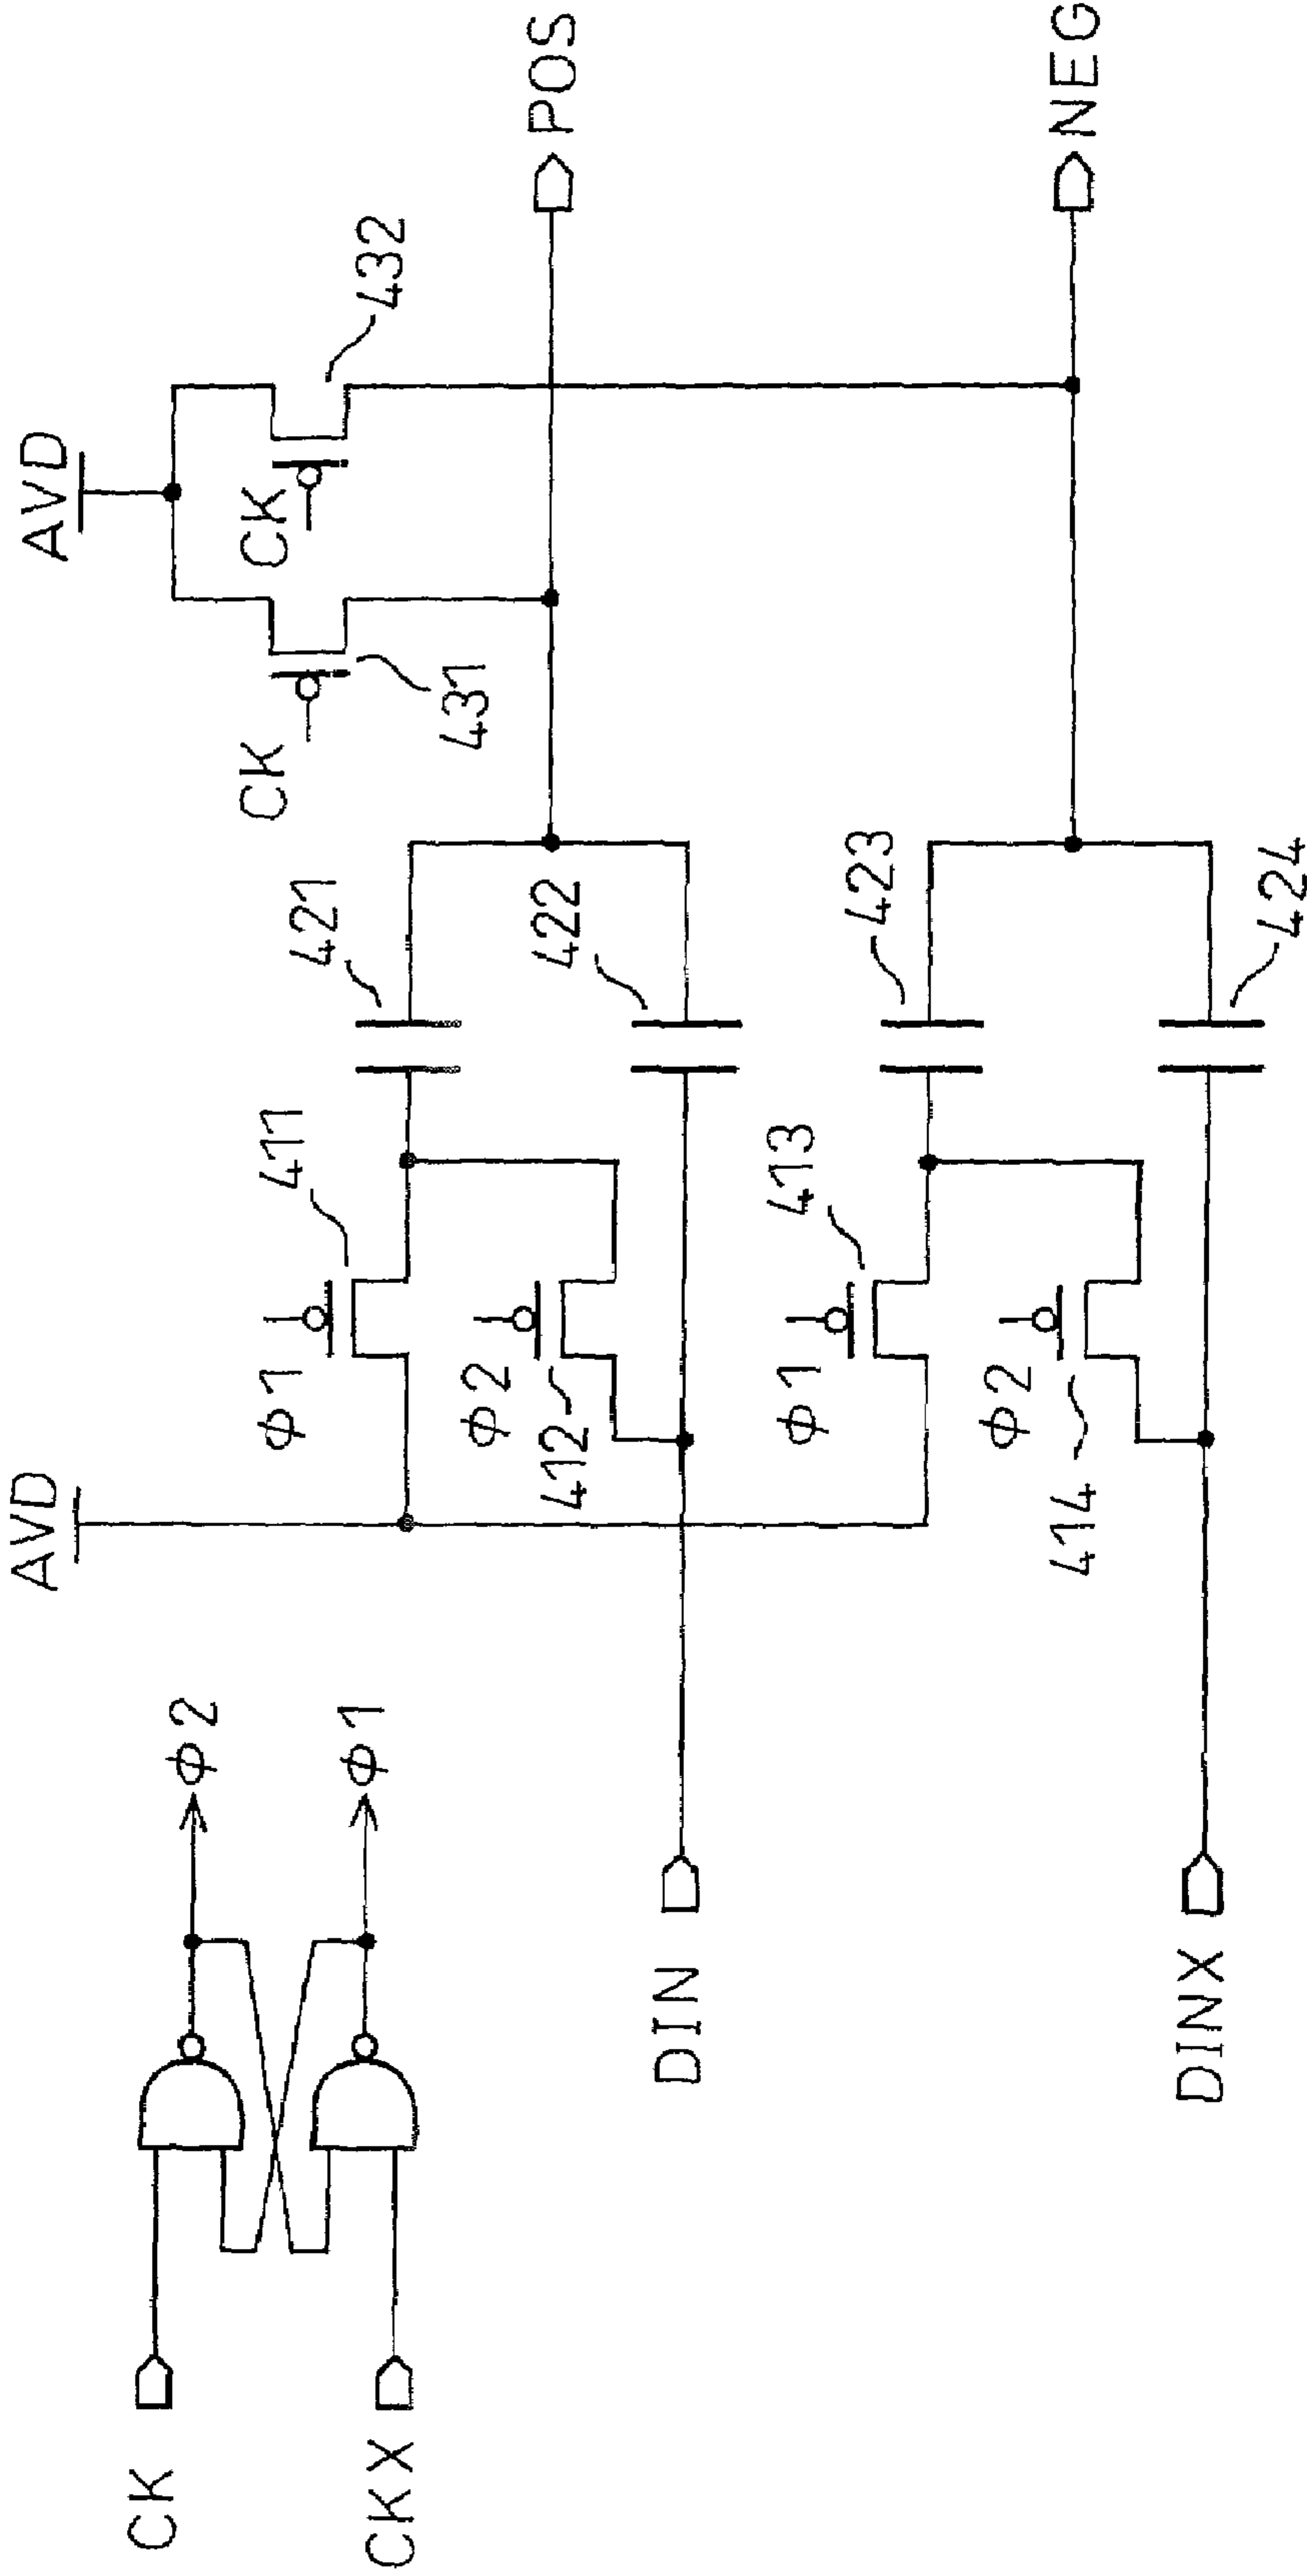 CK
CKX
φ2
φ1
AVD
DIN
DINX
φ1
411
φ2
412
φ1
413
φ2
414
421
422
423
424
AVD
CK
431
CK
432
POS
NEG